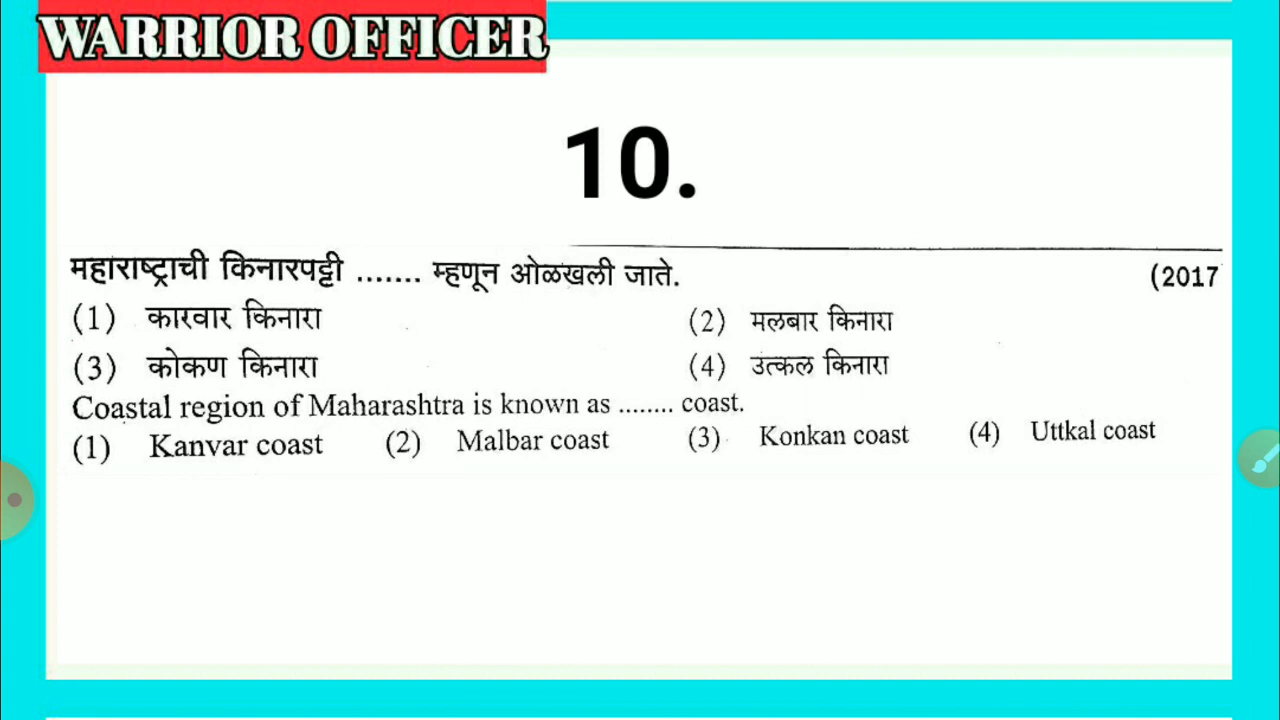 WARRIOR OFFICER
10.
महाराष्ट्राची किनारपट्टी ....... म्हणून ओळखली जाते. (2017
(1) कारवार किनारा (2) मलबार किनारा
(3) कोकण किनारा (4) उत्कल किनारा
Coastal region of Maharashtra is known as ........ coast.
(1) Kanvar coast (2) Malbar coast (3) Konkan coast (4) Uttkal coast